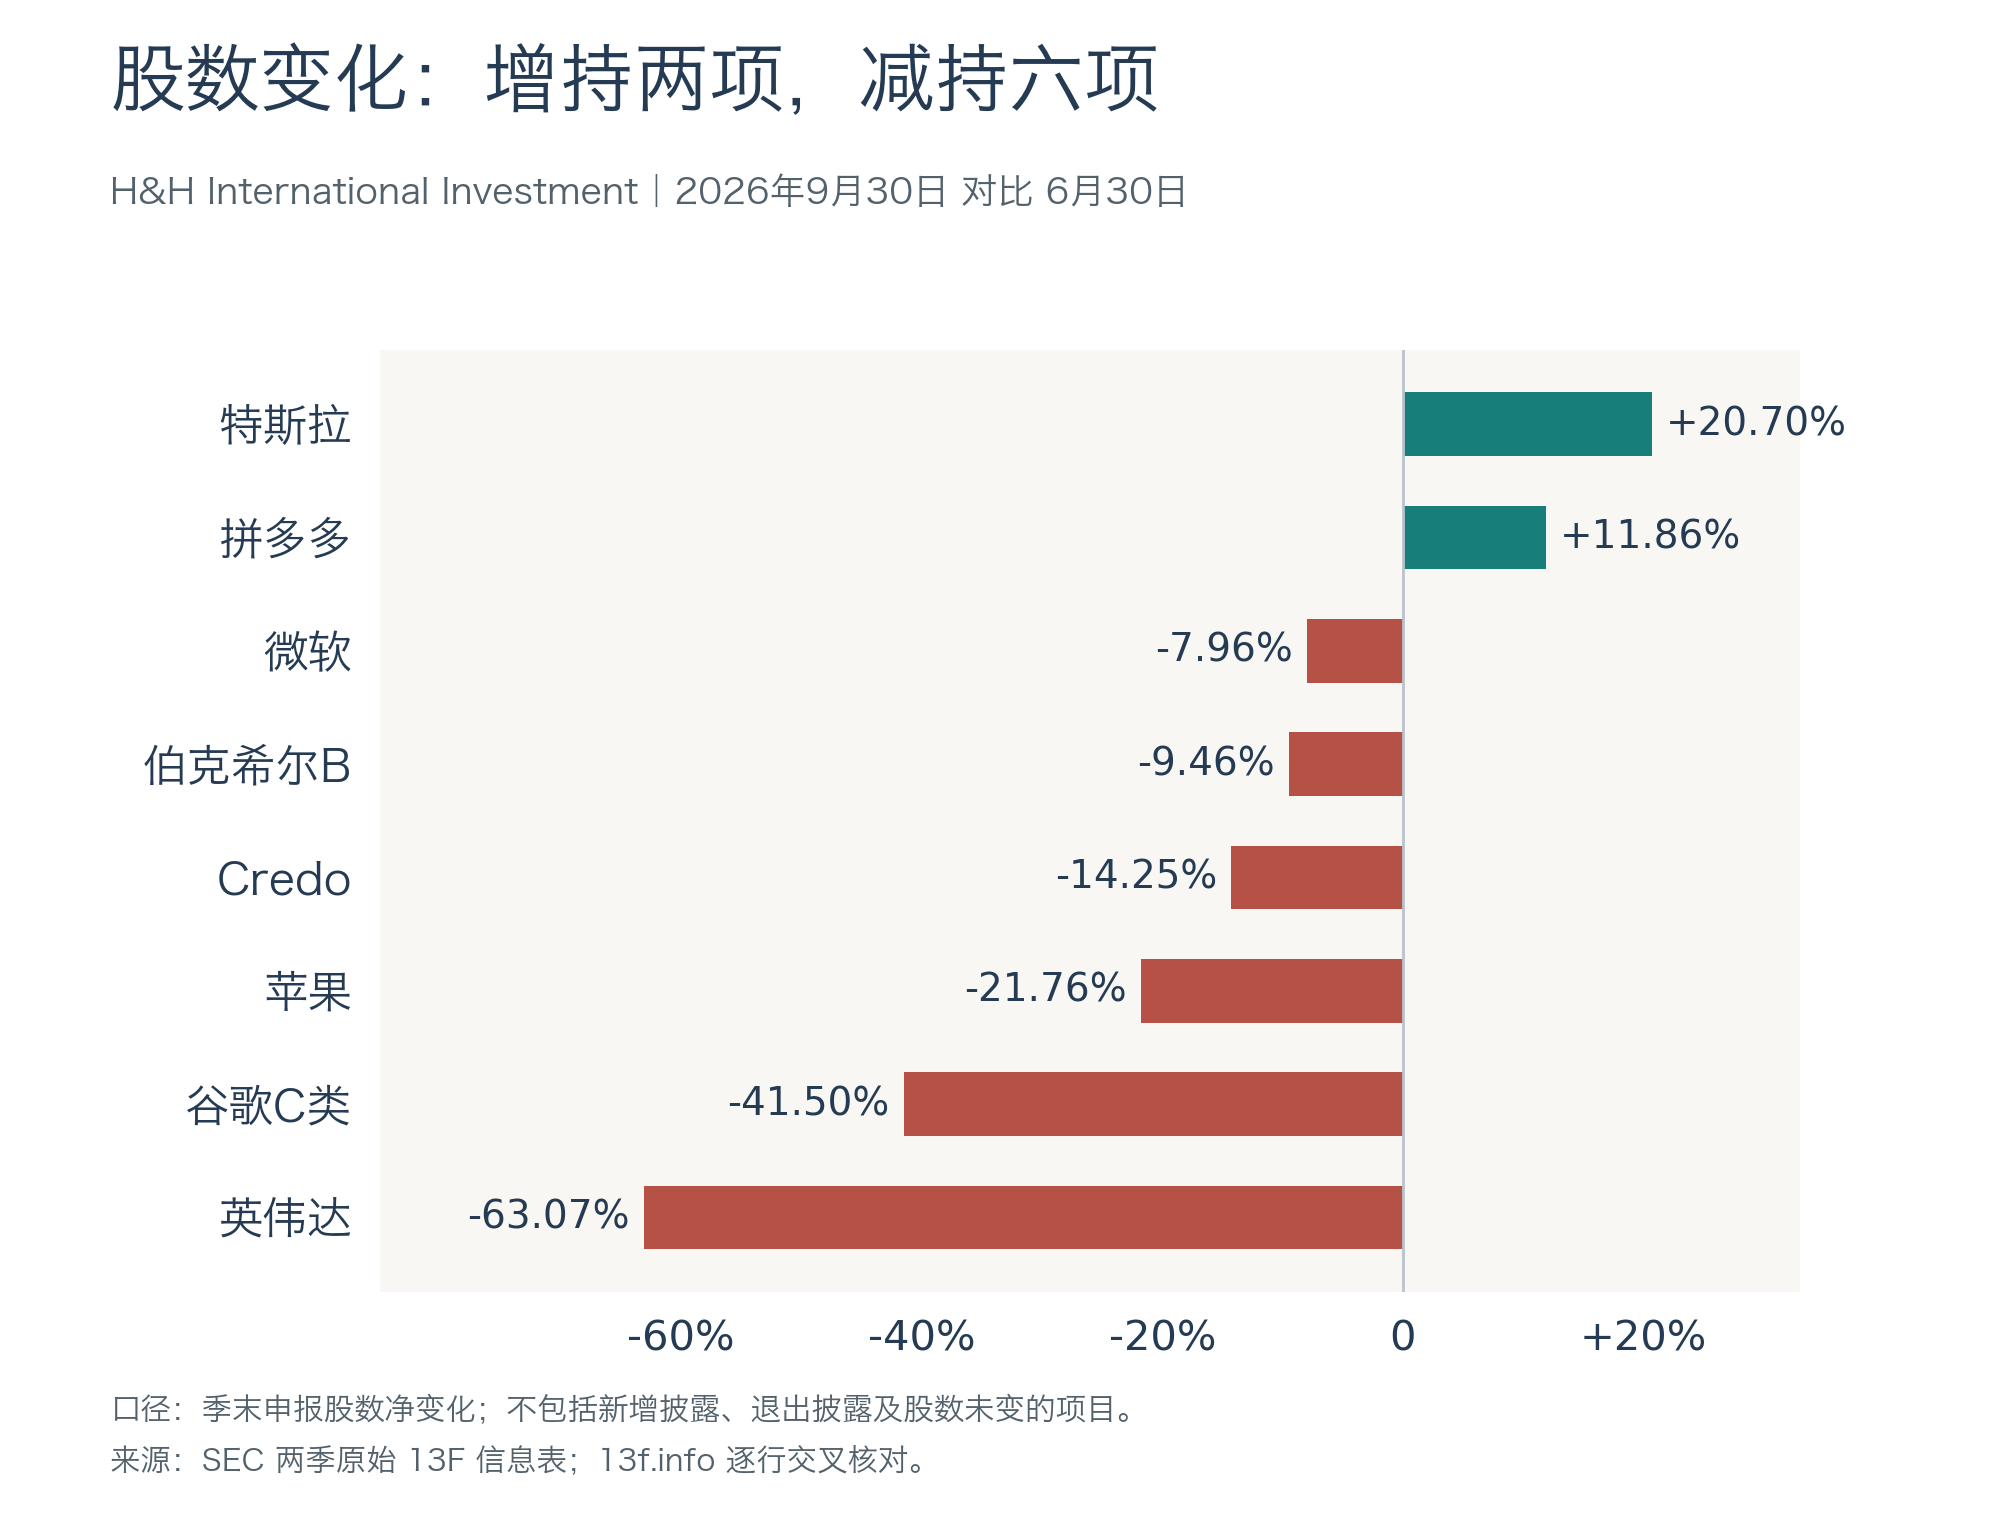 股数变化：增持两项，减持六项
H&H International Investment｜2026年9月30日 对比 6月30日
特斯拉 +20.70%
拼多多 +11.86%
微软 -7.96%
伯克希尔B -9.46%
Credo -14.25%
苹果 -21.76%
谷歌C类 -41.50%
英伟达 -63.07%
-60% -40% -20% 0 +20%
口径：季末申报股数净变化；不包括新增披露、退出披露及股数未变的项目。
来源：SEC 两季原始 13F 信息表；13f.info 逐行交叉核对。